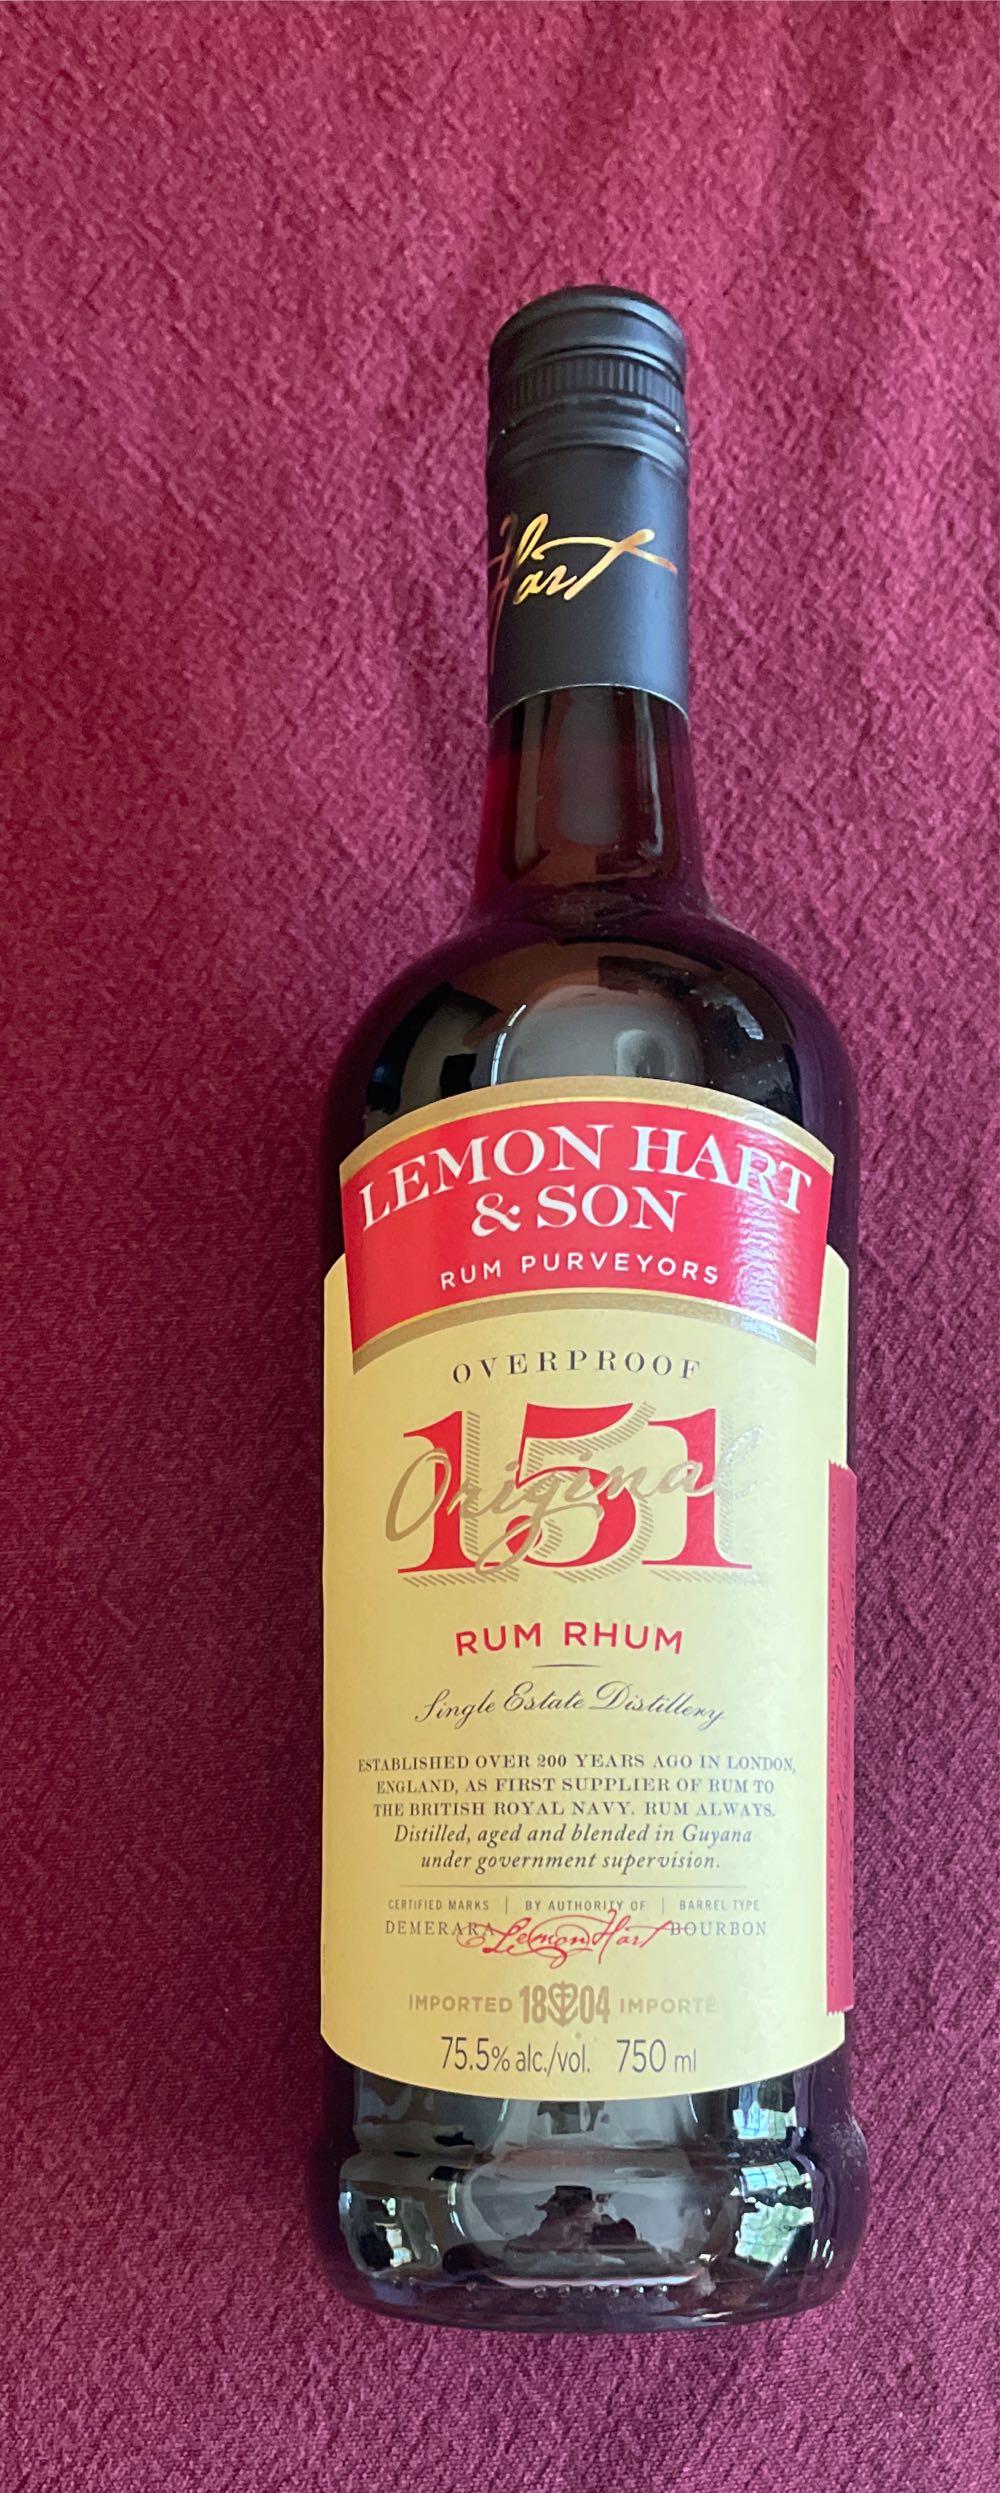 Hart
LEMON HART
& SON
RUM PURVEYORS
OVERPROOF
151
Original
RUM RHUM
Single Estate Distillery
ESTABLISHED OVER 200 YEARS AGO IN LONDON,
ENGLAND, AS FIRST SUPPLIER OF RUM TO
THE BRITISH ROYAL NAVY. RUM ALWAYS.
Distilled, aged and blended in Guyana
under government supervision.
CERTIFIED MARKS | BY AUTHORITY OF | BARREL TYPE
DEMERARA Lemon Hart BOURBON
IMPORTED 1804 IMPORTE
75.5% alc./vol. 750 ml